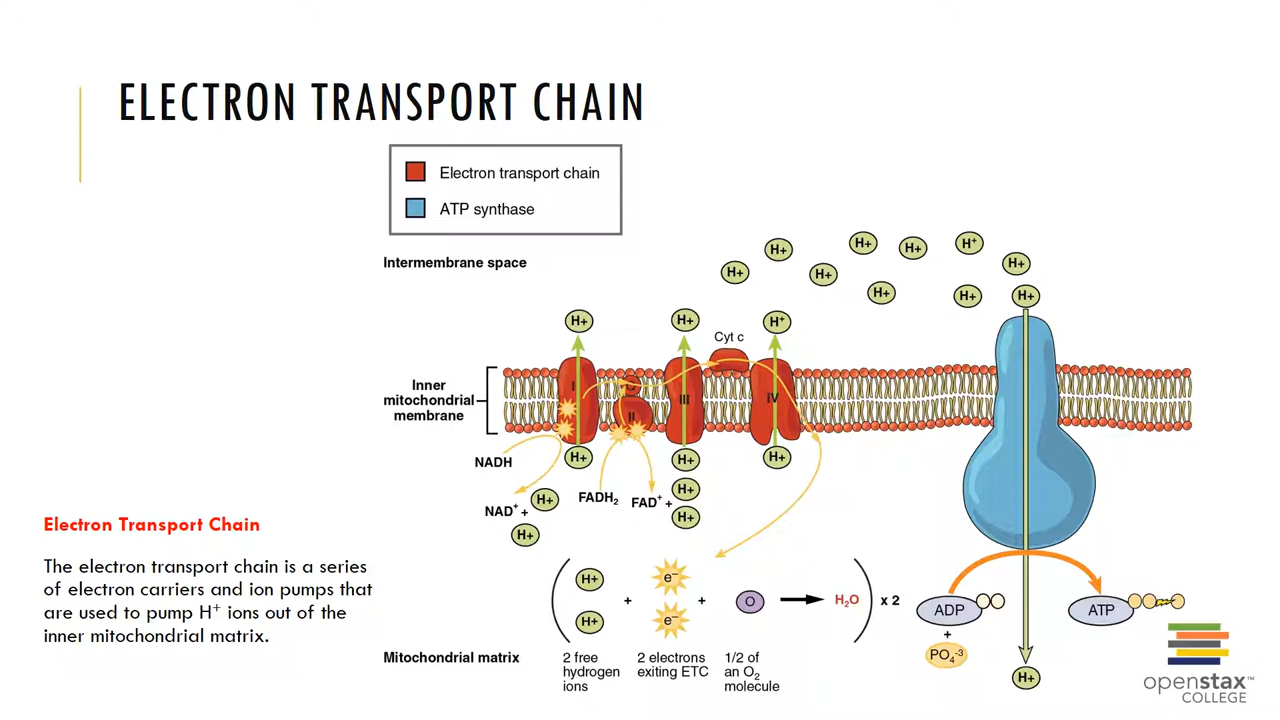 ELECTRON TRANSPORT CHAIN
Electron transport chain
ATP synthase
Intermembrane space
H+
H+
H+
H+
H+
H+
H+
H+
H+
H+
H+
H+
H+
H⁺
Cyt c
Inner
mitochondrial
membrane
I
Q
II
III
IV
NADH
H+
H+
H+
H+
H+
NAD⁺ +
H+
H+
FADH₂
FAD⁺ +
Electron Transport Chain
The electron transport chain is a series
of electron carriers and ion pumps that
are used to pump H⁺ ions out of the
inner mitochondrial matrix.
H+
H+
+
e⁻
e⁻
+
O
H₂O
x 2
ADP
+
PO₄⁻³
ATP
H+
Mitochondrial matrix
2 free
hydrogen
ions
2 electrons
exiting ETC
1/2 of
an O₂
molecule
openstax™
COLLEGE